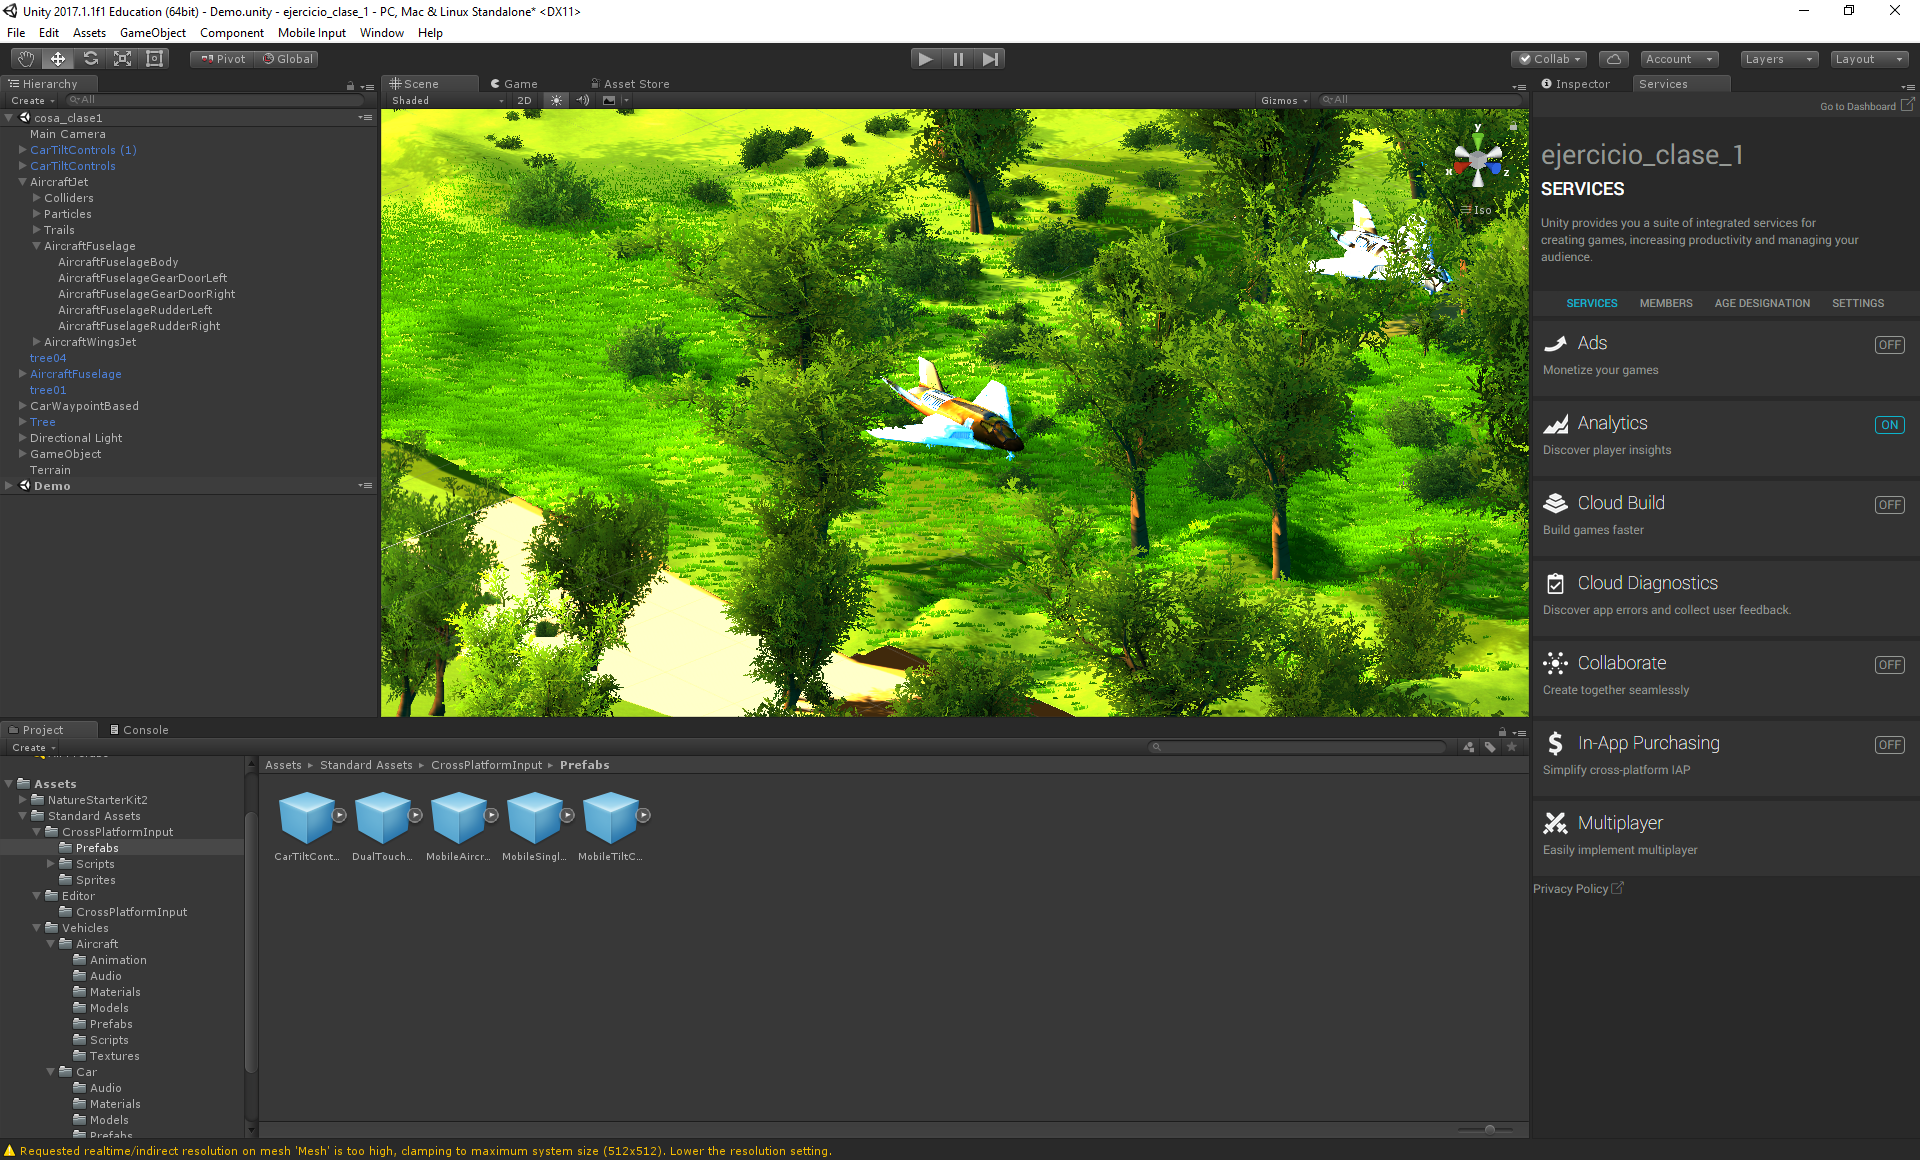 Unity 2017.1.1f1 Education (64bit) - Demo.unity - ejercicio_clase_1 - PC, Mac & Linux Standalone* <DX11>
File Edit Assets GameObject Component Mobile Input Window Help
Pivot Global Collab Account Layers Layout
Hierarchy
Create All
cosa_clase1
Main Camera
CarTiltControls (1)
CarTiltControls
AircraftJet
Colliders
Particles
Trails
AircraftFuselage
AircraftFuselageBody
AircraftFuselageGearDoorLeft
AircraftFuselageGearDoorRight
AircraftFuselageRudderLeft
AircraftFuselageRudderRight
AircraftWingsJet
tree04
AircraftFuselage
tree01
CarWaypointBased
Tree
Directional Light
GameObject
Terrain
Demo
Scene Game Asset Store
Shaded 2D Gizmos All
y
x z
Iso
Inspector Services
Go to Dashboard
ejercicio_clase_1
SERVICES
Unity provides you a suite of integrated services for
creating games, increasing productivity and managing your
audience.
SERVICES MEMBERS AGE DESIGNATION SETTINGS
Ads OFF
Monetize your games
Analytics ON
Discover player insights
Cloud Build OFF
Build games faster
Cloud Diagnostics
Discover app errors and collect user feedback.
Collaborate OFF
Create together seamlessly
In-App Purchasing OFF
Simplify cross-platform IAP
Multiplayer
Easily implement multiplayer
Privacy Policy
Project Console
Create
Assets
NatureStarterKit2
Standard Assets
CrossPlatformInput
Prefabs
Scripts
Sprites
Editor
CrossPlatformInput
Vehicles
Aircraft
Animation
Audio
Materials
Models
Prefabs
Scripts
Textures
Car
Audio
Materials
Models
Prefabs
Assets Standard Assets CrossPlatformInput Prefabs
CarTiltCont... DualTouch... MobileAircr... MobileSingl... MobileTiltC...
Requested realtime/indirect resolution on mesh 'Mesh' is too high, clamping to maximum system size (512x512). Lower the resolution setting.